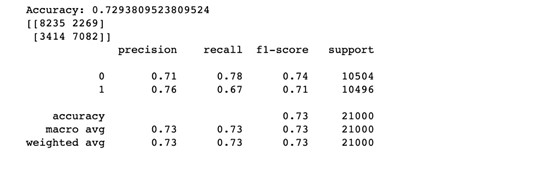 Accuracy: 0.7293809523809524
[[8235 2269]
[3414 7082]]
precision recall f1-score support
0 0.71 0.78 0.74 10504
1 0.76 0.67 0.71 10496
accuracy 0.73 21000
macro avg 0.73 0.73 0.73 21000
weighted avg 0.73 0.73 0.73 21000